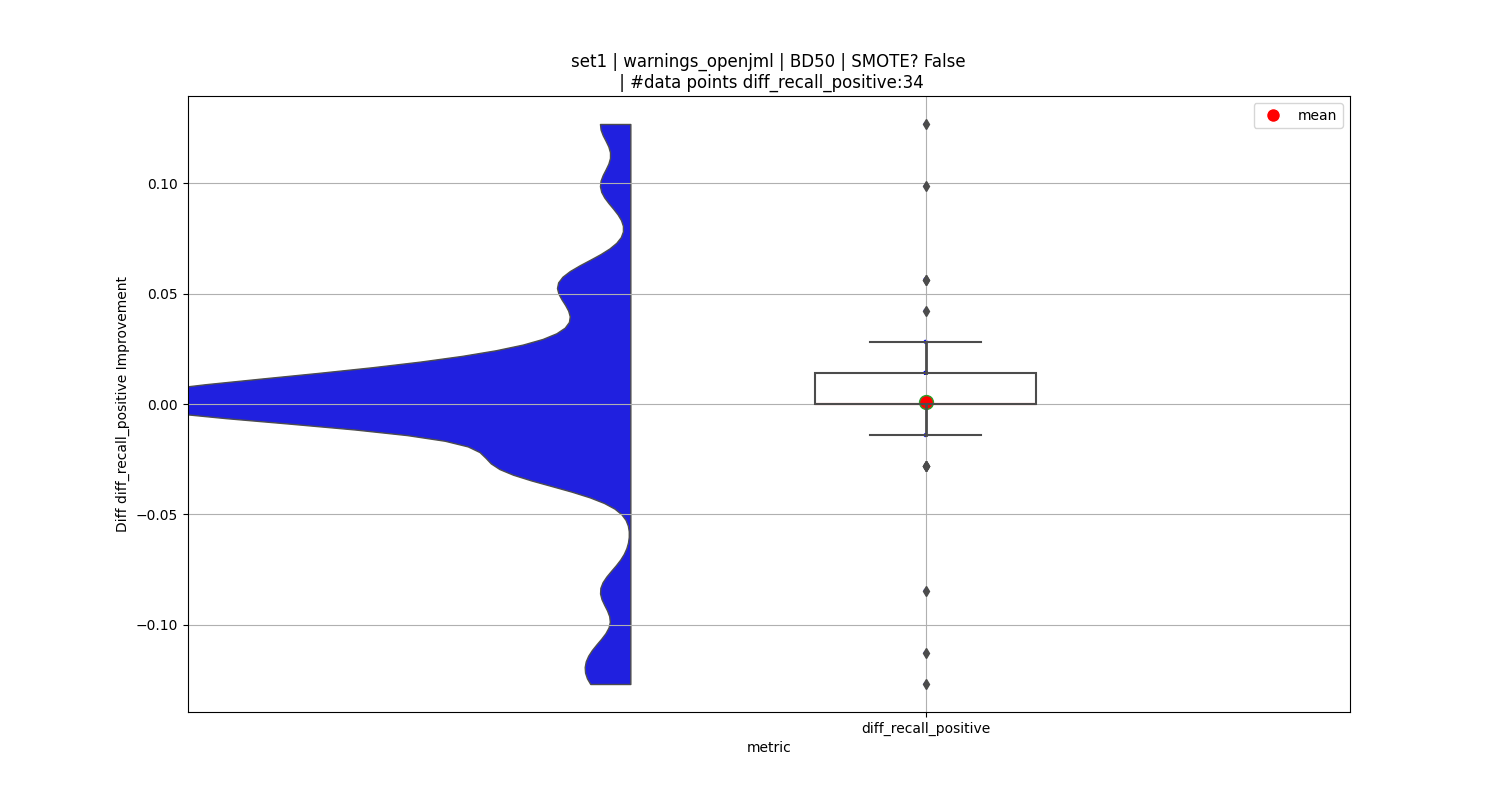 set1 | warnings_openjml | BD50 | SMOTE? False
| #data points diff_recall_positive:34
mean
0.10
0.05
0.00
−0.05
−0.10
Diff diff_recall_positive Improvement
diff_recall_positive
metric